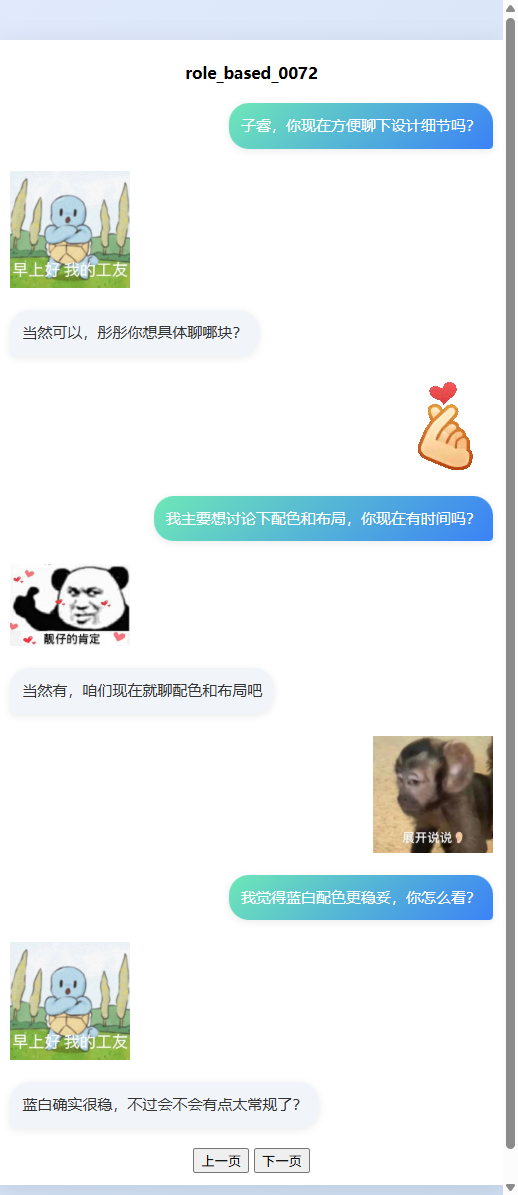 role_based_0072
子睿，你现在方便聊下设计细节吗？
早上好 我的工友
当然可以，彤彤你想具体聊哪块？
我主要想讨论下配色和布局，你现在有时间吗？
靓仔的肯定
当然有，咱们现在就聊配色和布局吧
展开说说👂
我觉得蓝白配色更稳妥，你怎么看？
早上好 我的工友
蓝白确实很稳，不过会不会有点太常规了？
上一页 下一页